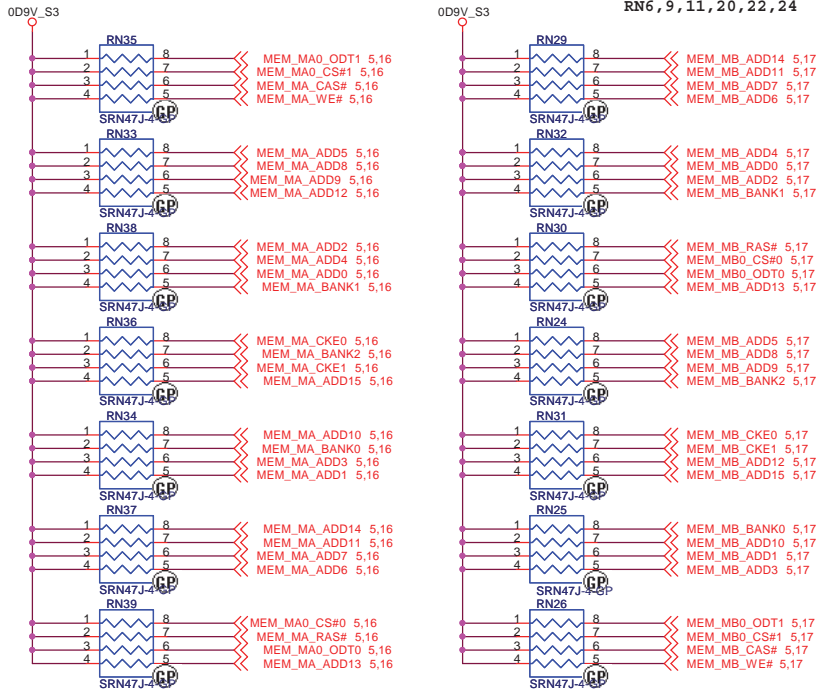 0D9V_S3
RN35
1 8 MEM_MA0_ODT1 5,16
2 7 MEM_MA0_CS#1 5,16
3 6 MEM_MA_CAS# 5,16
4 5 MEM_MA_WE# 5,16
GP
SRN47J-4-GP
RN33
1 8 MEM_MA_ADD5 5,16
2 7 MEM_MA_ADD8 5,16
3 6 MEM_MA_ADD9 5,16
4 5 MEM_MA_ADD12 5,16
GP
SRN47J-4-GP
RN38
1 8 MEM_MA_ADD2 5,16
2 7 MEM_MA_ADD4 5,16
3 6 MEM_MA_ADD0 5,16
4 5 MEM_MA_BANK1 5,16
GP
SRN47J-4-GP
RN36
1 8 MEM_MA_CKE0 5,16
2 7 MEM_MA_BANK2 5,16
3 6 MEM_MA_CKE1 5,16
4 5 MEM_MA_ADD15 5,16
GP
SRN47J-4-GP
RN34
1 8 MEM_MA_ADD10 5,16
2 7 MEM_MA_BANK0 5,16
3 6 MEM_MA_ADD3 5,16
4 5 MEM_MA_ADD1 5,16
GP
SRN47J-4-GP
RN37
1 8 MEM_MA_ADD14 5,16
2 7 MEM_MA_ADD11 5,16
3 6 MEM_MA_ADD7 5,16
4 5 MEM_MA_ADD6 5,16
GP
SRN47J-4-GP
RN39
1 8 MEM_MA0_CS#0 5,16
2 7 MEM_MA_RAS# 5,16
3 6 MEM_MA0_ODT0 5,16
4 5 MEM_MA_ADD13 5,16
GP
SRN47J-4-GP
RN6,9,11,20,22,24
0D9V_S3
RN29
1 8 MEM_MB_ADD14 5,17
2 7 MEM_MB_ADD11 5,17
3 6 MEM_MB_ADD7 5,17
4 5 MEM_MB_ADD6 5,17
GP
SRN47J-4-GP
RN32
1 8 MEM_MB_ADD4 5,17
2 7 MEM_MB_ADD0 5,17
3 6 MEM_MB_ADD2 5,17
4 5 MEM_MB_BANK1 5,17
GP
SRN47J-4-GP
RN30
1 8 MEM_MB_RAS# 5,17
2 7 MEM_MB0_CS#0 5,17
3 6 MEM_MB0_ODT0 5,17
4 5 MEM_MB_ADD13 5,17
GP
SRN47J-4-GP
RN24
1 8 MEM_MB_ADD5 5,17
2 7 MEM_MB_ADD8 5,17
3 6 MEM_MB_ADD9 5,17
4 5 MEM_MB_BANK2 5,17
GP
SRN47J-4-GP
RN31
1 8 MEM_MB_CKE0 5,17
2 7 MEM_MB_CKE1 5,17
3 6 MEM_MB_ADD12 5,17
4 5 MEM_MB_ADD15 5,17
GP
SRN47J-4-GP
RN25
1 8 MEM_MB_BANK0 5,17
2 7 MEM_MB_ADD10 5,17
3 6 MEM_MB_ADD1 5,17
4 5 MEM_MB_ADD3 5,17
GP
SRN47J-4-GP
RN26
1 8 MEM_MB0_ODT1 5,17
2 7 MEM_MB0_CS#1 5,17
3 6 MEM_MB_CAS# 5,17
4 5 MEM_MB_WE# 5,17
GP
SRN47J-4-GP